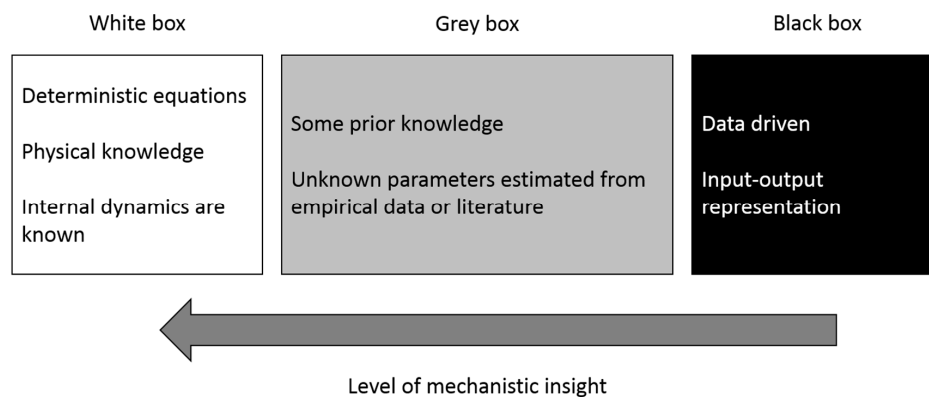 White box
Grey box
Black box
Deterministic equations
Physical knowledge
Internal dynamics are
known
Some prior knowledge
Unknown parameters estimated from
empirical data or literature
Data driven
Input-output
representation
Level of mechanistic insight